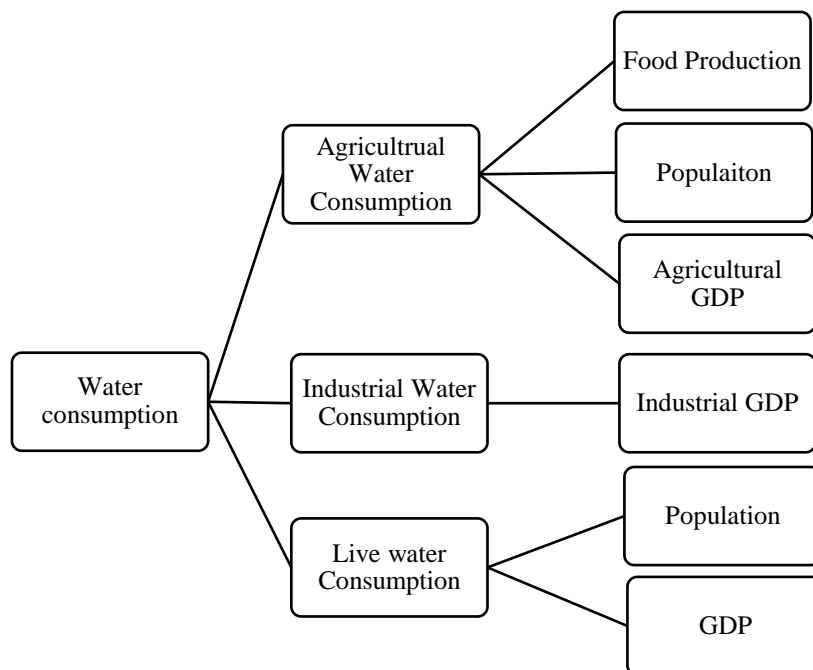 Food Production
Agricultrual
Water
Consumption
Populaiton
Agricultural
GDP
Water
consumption
Industrial Water
Consumption
Industrial GDP
Live water
Consumption
Population
GDP